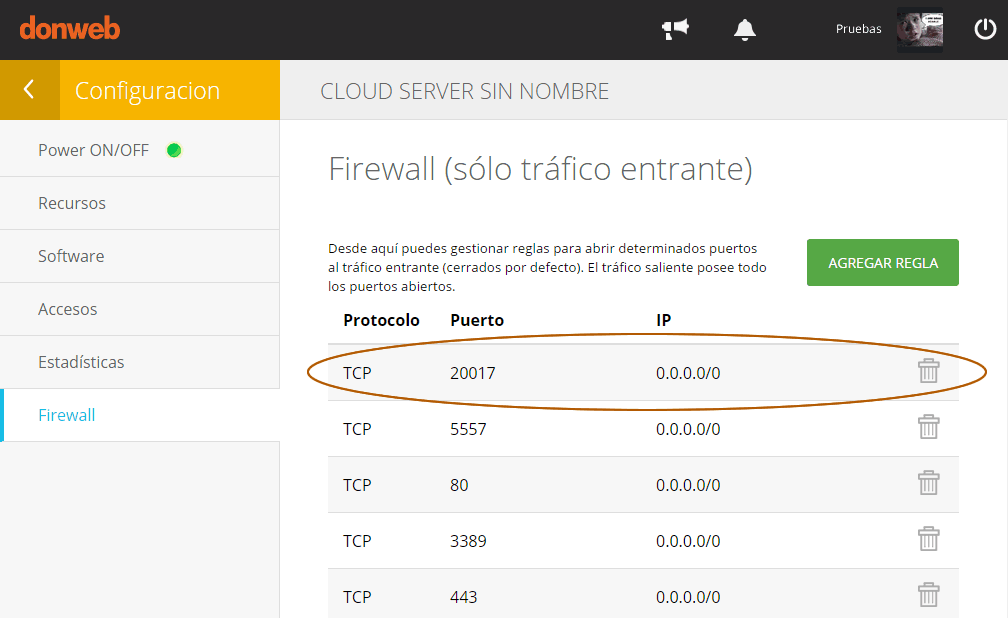 donweb
Pruebas
Configuracion
CLOUD SERVER SIN NOMBRE
Power ON/OFF
Recursos
Software
Accesos
Estadísticas
Firewall
Firewall (sólo tráfico entrante)
Desde aquí puedes gestionar reglas para abrir determinados puertos
al tráfico entrante (cerrados por defecto). El tráfico saliente posee todo
los puertos abiertos.
AGREGAR REGLA
Protocolo Puerto IP
TCP 20017 0.0.0.0/0
TCP 5557 0.0.0.0/0
TCP 80 0.0.0.0/0
TCP 3389 0.0.0.0/0
TCP 443 0.0.0.0/0